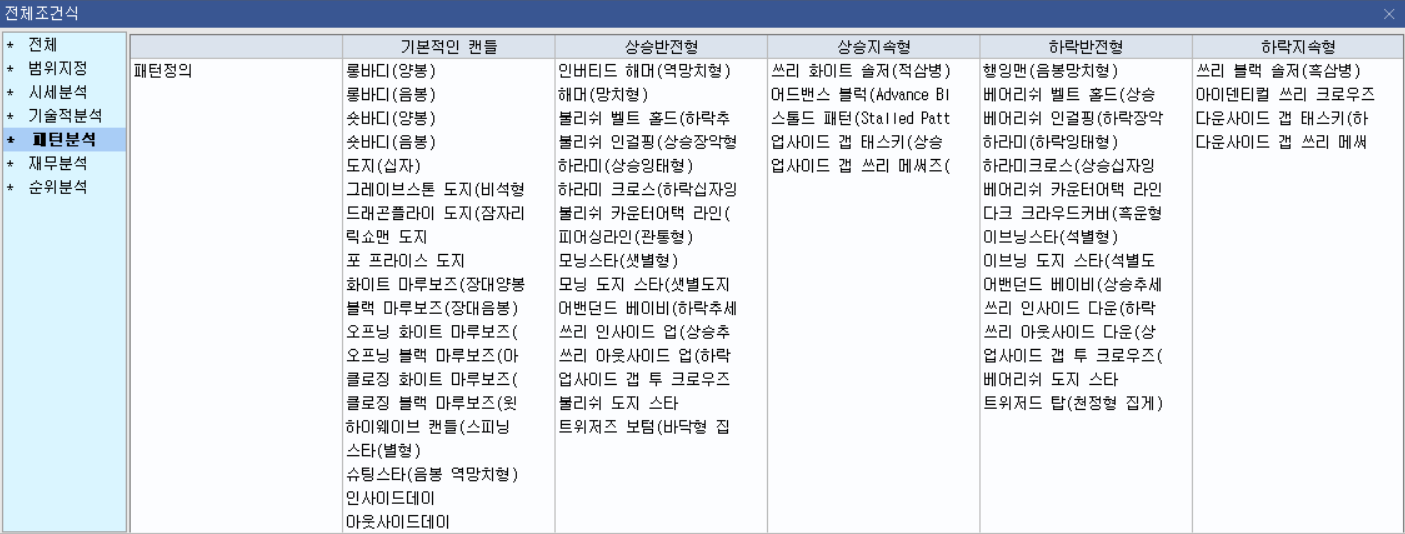 전체조건식
* 전체
* 범위지정
* 시세분석
* 기술적분석
* 패턴분석
* 재무분석
* 순위분석
기본적인 캔들
상승반전형
상승지속형
하락반전형
하락지속형
패턴정의
롱바디(양봉)
롱바디(음봉)
숏바디(양봉)
숏바디(음봉)
도지(십자)
그레이브스톤 도지(비석형
드래곤플라이 도지(잠자리
릭쇼맨 도지
포 프라이스 도지
화이트 마루보즈(장대양봉
블랙 마루보즈(장대음봉)
오프닝 화이트 마루보즈(
오프닝 블랙 마루보즈(아
클로징 화이트 마루보즈(
클로징 블랙 마루보즈(윗
하이웨이브 캔들(스피닝
스타(별형)
슈팅스타(음봉 역망치형)
인사이드데이
아웃사이드데이
인버티드 해머(역망치형)
해머(망치형)
불리쉬 벨트 홀드(하락추
불리쉬 인걸핑(상승장악형
하라미(상승잉태형)
하라미 크로스(하락십자잉
불리쉬 카운터어택 라인(
피어싱라인(관통형)
모닝스타(샛별형)
모닝 도지 스타(샛별도지
어밴던드 베이비(하락추세
쓰리 인사이드 업(상승추
쓰리 아웃사이드 업(하락
업사이드 갭 투 크로우즈
불리쉬 도지 스타
트위저즈 보텀(바닥형 집
쓰리 화이트 솔저(적삼병)
어드밴스 블럭(Advance Bl
스톨드 패턴(Stalled Patt
업사이드 갭 태스키(상승
업사이드 갭 쓰리 메써즈(
행잉맨(음봉망치형)
베어리쉬 벨트 홀드(상승
베어리쉬 인걸핑(하락장악
하라미(하락잉태형)
하라미크로스(상승십자잉
베어리쉬 카운터어택 라인
다크 크라우드커버(흑운형
이브닝스타(석별형)
이브닝 도지 스타(석별도
어밴던드 베이비(상승추세
쓰리 인사이드 다운(하락
쓰리 아웃사이드 다운(상
업사이드 갭 투 크로우즈(
베어리쉬 도지 스타
트위저드 탑(천정형 집게)
쓰리 블랙 솔저(흑삼병)
아이덴티컬 쓰리 크로우즈
다운사이드 갭 태스키(하
다운사이드 갭 쓰리 메써